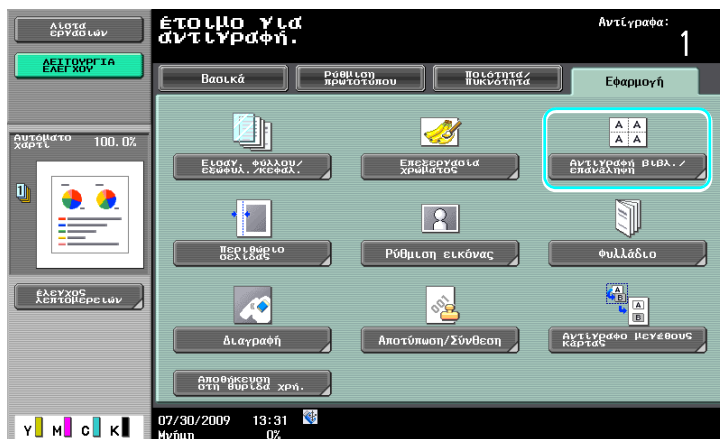 Λίστα
εργασιών
έτοιμο για
αντιγραφή.
Αντίγραφα:
1
ΛΕΙΤΟΥΡΓΙΑ
ΕΛΕΓΧΟΥ
Βασικά
Ρύθμιση
πρωτοτύπου
Ποιότητα/
Πυκνότητα
Εφαρμογή
Αυτόματο
χαρτί
100.0%
Εισαγ. φύλλου/
εξώφυλ./κεφαλ.
Επεξεργασία
χρώματος
Αντιγραφή βιβλ./
επανάληψη
Περιθώριο
σελίδας
Ρύθμιση εικόνας
Φυλλάδιο
έλεγχος
λεπτομερειών
Διαγραφή
Αποτύπωση/Σύνθεση
Αντίγραφο μεγέθους
κάρτας
Αποθήκευση
στη θυρίδα χρή.
Y M C K
07/30/2009 13:31
Μνήμη 0%